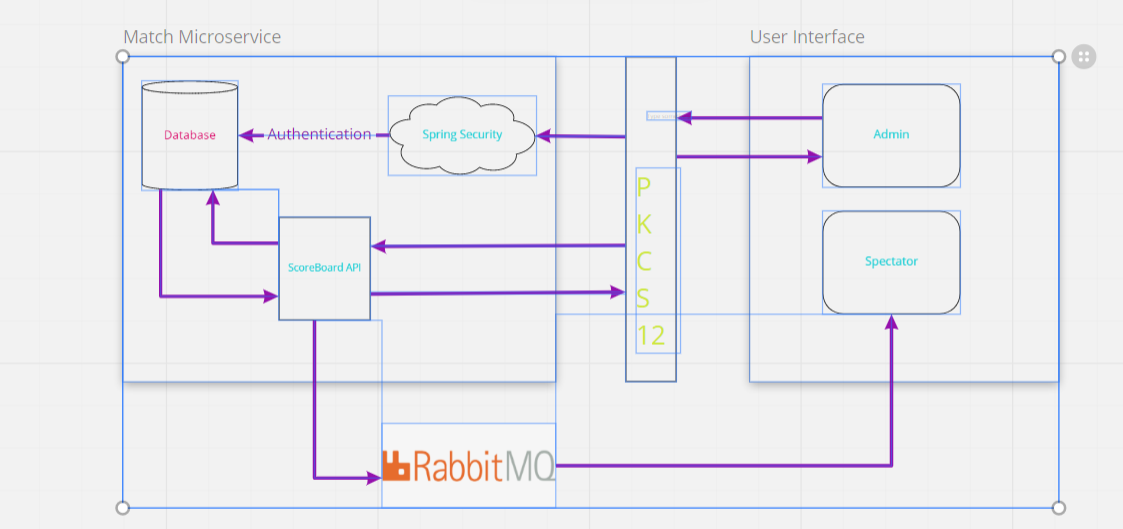 Match Microservice
User Interface
Database
Authentication
Spring Security
Admin
P
K
C
S
12
ScoreBoard API
Spectator
RabbitMQ